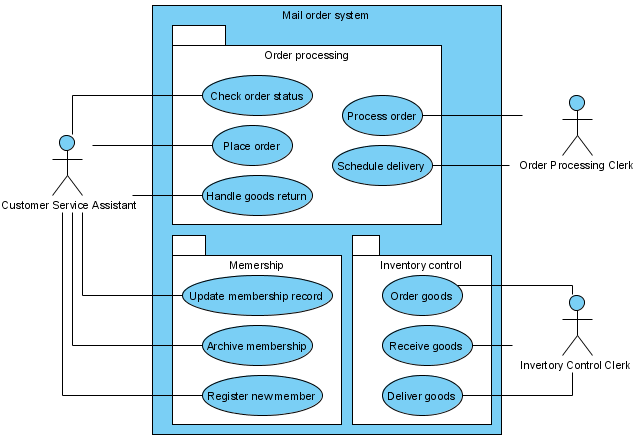 Mail order system
Order processing
Check order status
Process order
Place order
Schedule delivery
Order Processing Clerk
Handle goods return
Customer Service Assistant
Memership
Inventory control
Update membership record
Order goods
Archive membership
Receive goods
Invertory Control Clerk
Register new member
Deliver goods